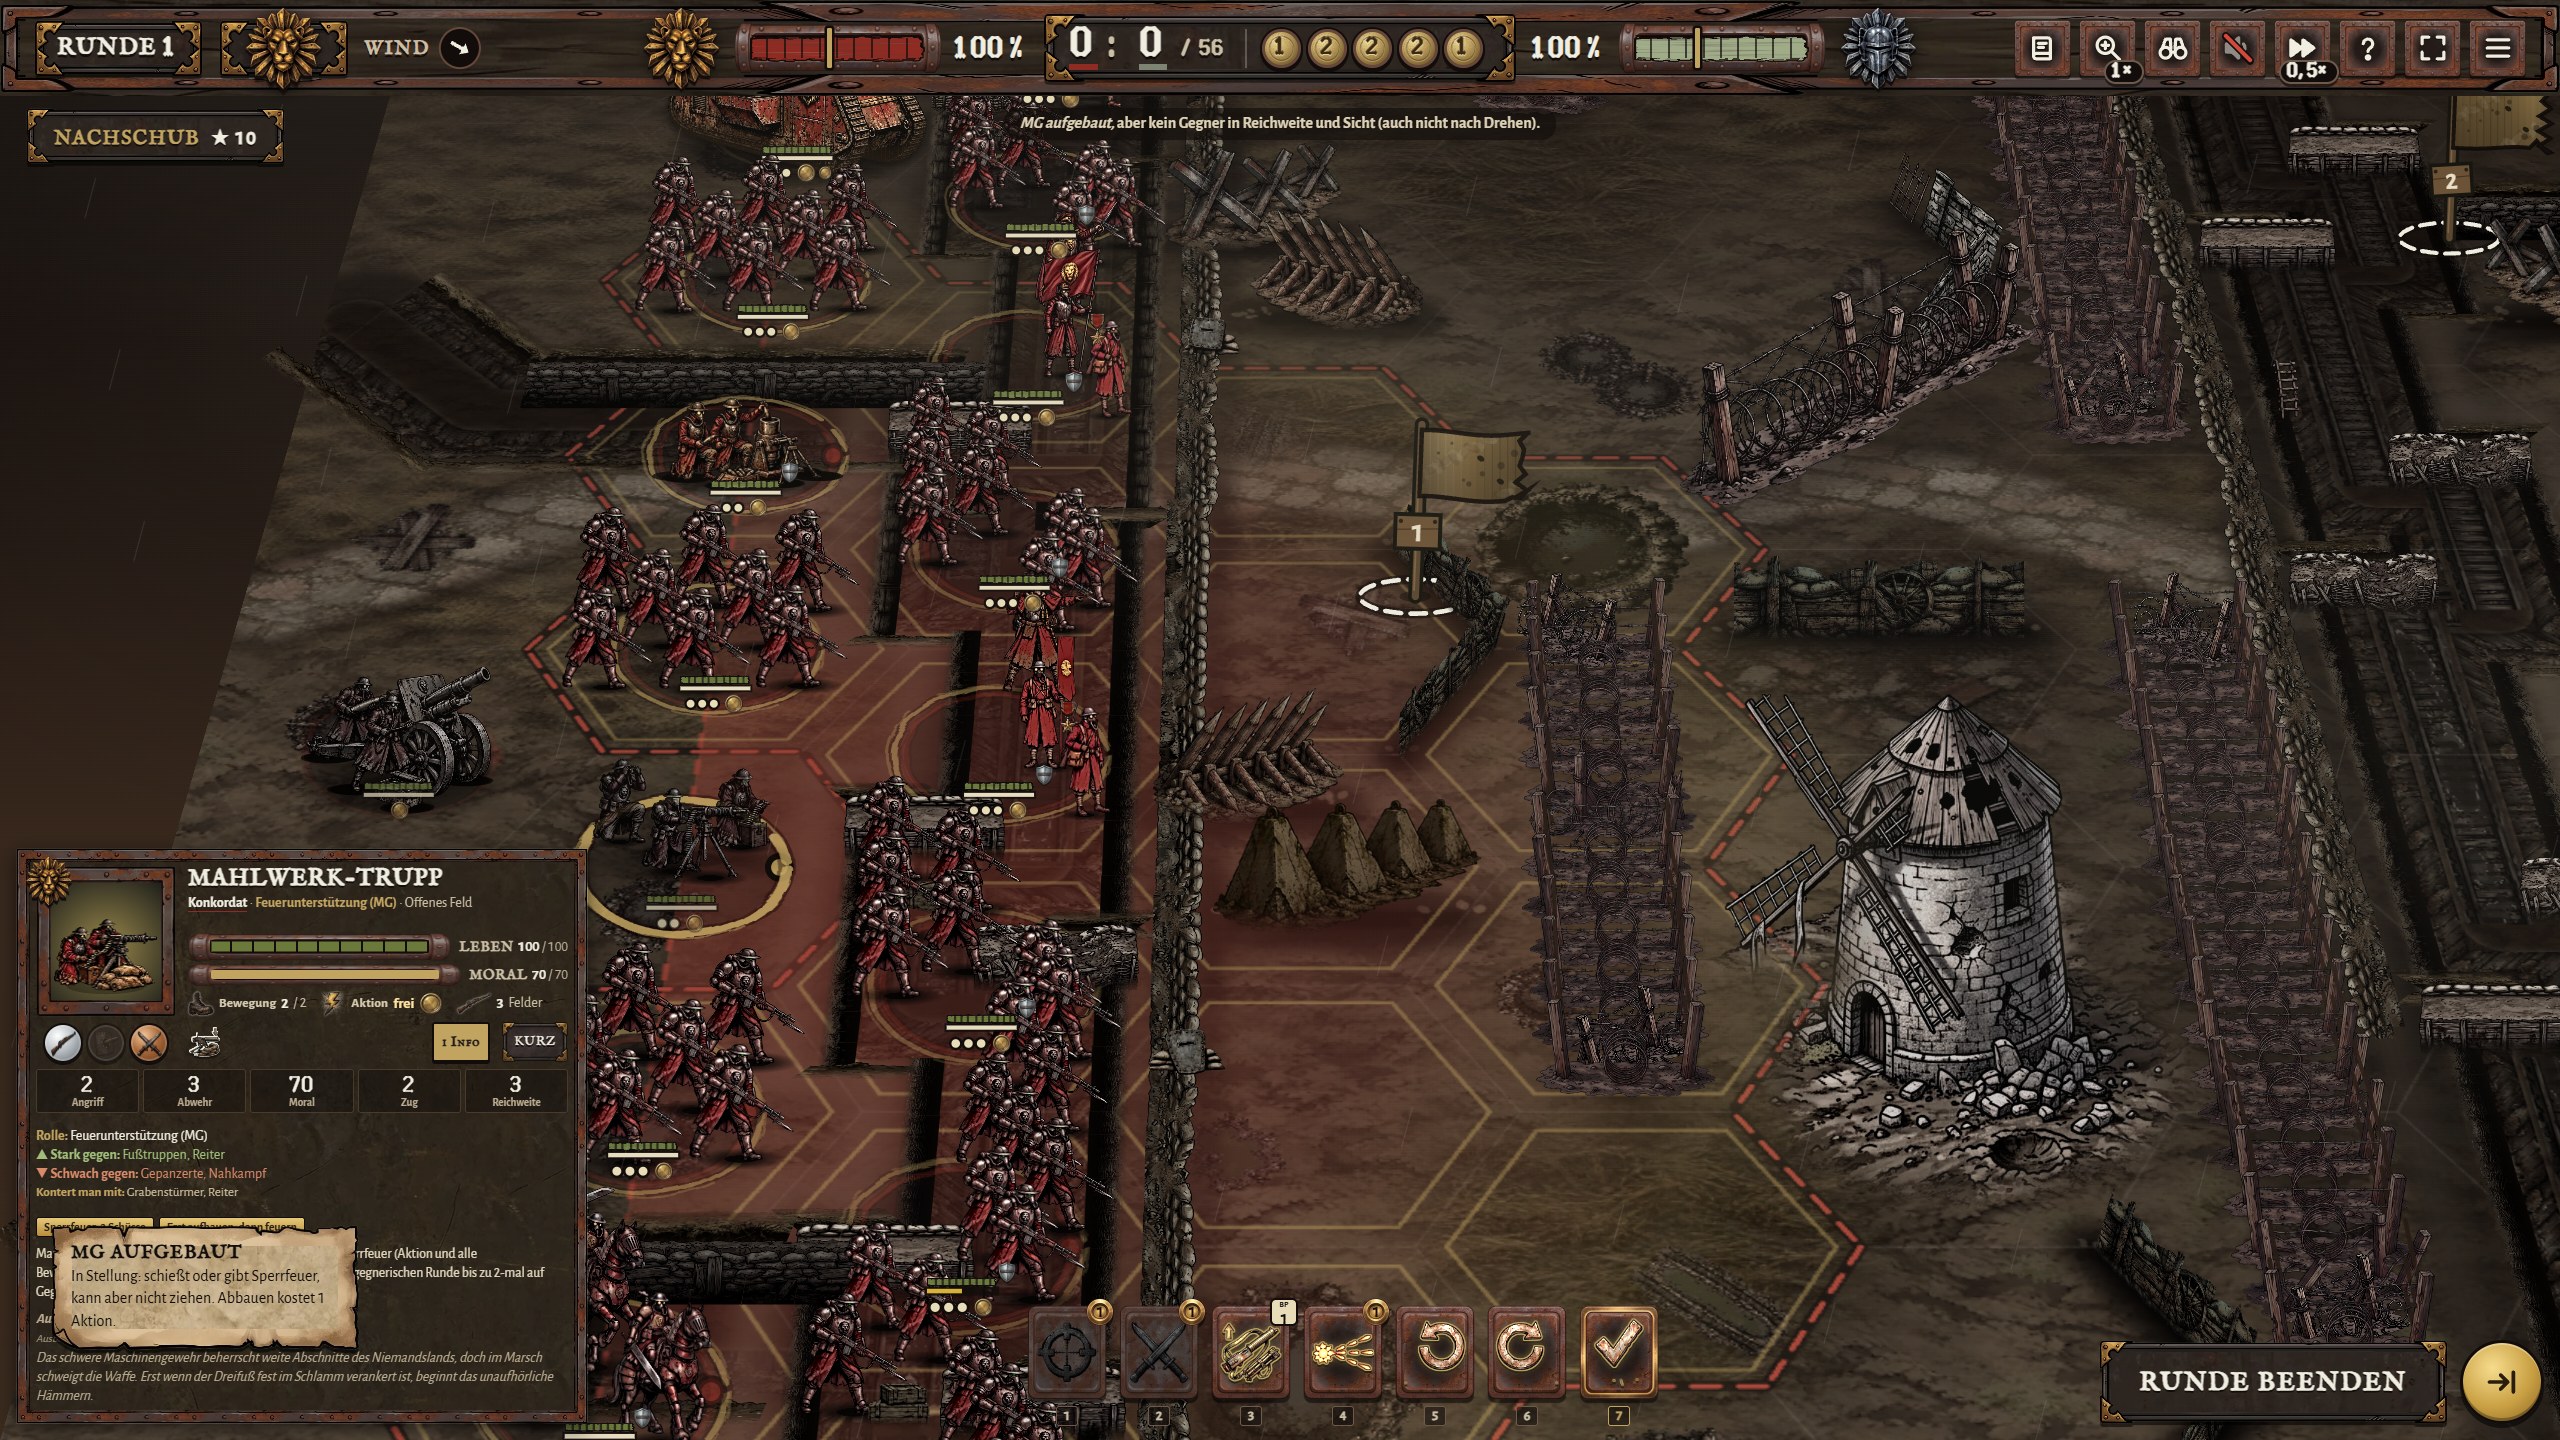 RUNDE 1
WIND
100 %
0 : 0 / 56
1 2 2 2 1
100 %
1×
0,5×
?
NACHSCHUB ★ 10
MG aufgebaut, aber kein Gegner in Reichweite und Sicht (auch nicht nach Drehen).
2
1
MAHLWERK-TRUPP
Konkordat · Feuerunterstützung (MG) · Offenes Feld
LEBEN 100/100
MORAL 70/70
Bewegung 2/2 Aktion frei 3 Felder
1 INFO
KURZ
2 3 70 2 3
Angriff Abwehr Moral Zug Reichweite
Rolle: Feuerunterstützung (MG)
▲ Stark gegen: Fußtruppen, Reiter
▼ Schwach gegen: Gepanzerte, Nahkampf
Kontert man mit: Grabenstürmer, Reiter
MG AUFGEBAUT
In Stellung: schießt oder gibt Sperrfeuer,
kann aber nicht ziehen. Abbauen kostet 1
Aktion.
(Aktion und alle
egnerischen Runde bis zu 2-mal auf
Das schwere Maschinengewehr beherrscht weite Abschnitte des Niemandslands, doch im Marsch
schweigt die Waffe. Erst wenn der Dreifuß fest im Schlamm verankert ist, beginnt das unaufhörliche
Hämmern.
1 1 BP 1 1
1 2 3 4 5 6 7
RUNDE BEENDEN